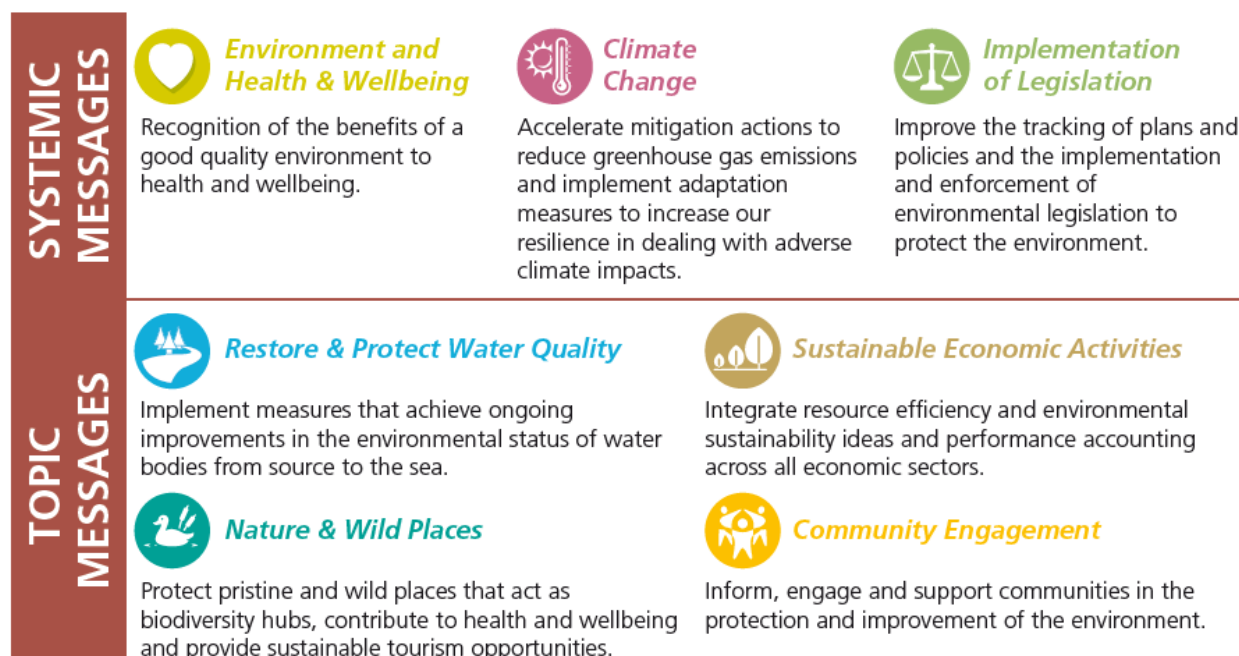 SYSTEMIC
MESSAGES
Environment and
Health & Wellbeing
Recognition of the benefits of a
good quality environment to
health and wellbeing.
Climate
Change
Accelerate mitigation actions to
reduce greenhouse gas emissions
and implement adaptation
measures to increase our
resilience in dealing with adverse
climate impacts.
Implementation
of Legislation
Improve the tracking of plans and
policies and the implementation
and enforcement of
environmental legislation to
protect the environment.
TOPIC
MESSAGES
Restore & Protect Water Quality
Implement measures that achieve ongoing
improvements in the environmental status of water
bodies from source to the sea.
Sustainable Economic Activities
Integrate resource efficiency and environmental
sustainability ideas and performance accounting
across all economic sectors.
Nature & Wild Places
Protect pristine and wild places that act as
biodiversity hubs, contribute to health and wellbeing
and provide sustainable tourism opportunities.
Community Engagement
Inform, engage and support communities in the
protection and improvement of the environment.